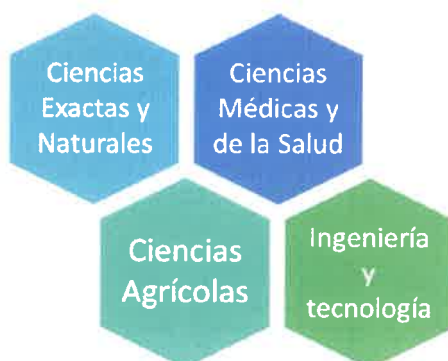 Ciencias
Exactas y
Naturales
Ciencias
Médicas y
de la Salud
Ciencias
Agrícolas
Ingeniería
y
tecnología